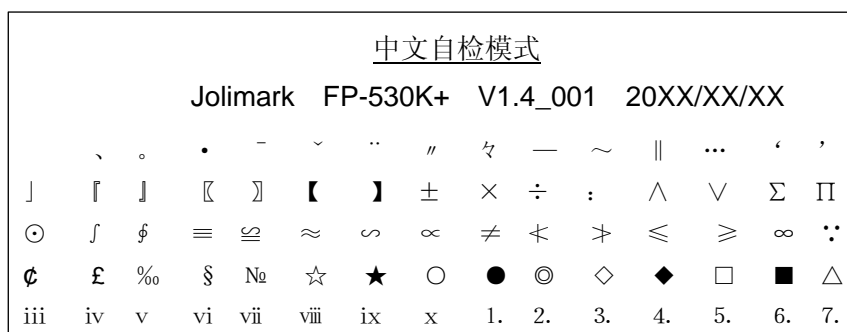 中文自检模式
Jolimark FP-530K+ V1.4_001 20XX/XX/XX
、 。 • ˉ ˇ ¨ 〃 々 — ～ ‖ … ‘ ’
」 『 』 〖 〗 【 】 ± × ÷ ∶ ∧ ∨ ∑ ∏
⊙ ∫ ∮ ≡ ≌ ≈ ∽ ∝ ≠ ≮ ≯ ≤ ≥ ∞ ∵
¢ £ ‰ § № ☆ ★ ○ ● ◎ ◇ ◆ □ ■ △
ⅲ ⅳ ⅴ ⅵ ⅶ ⅷ ⅸ ⅹ 1. 2. 3. 4. 5. 6. 7.